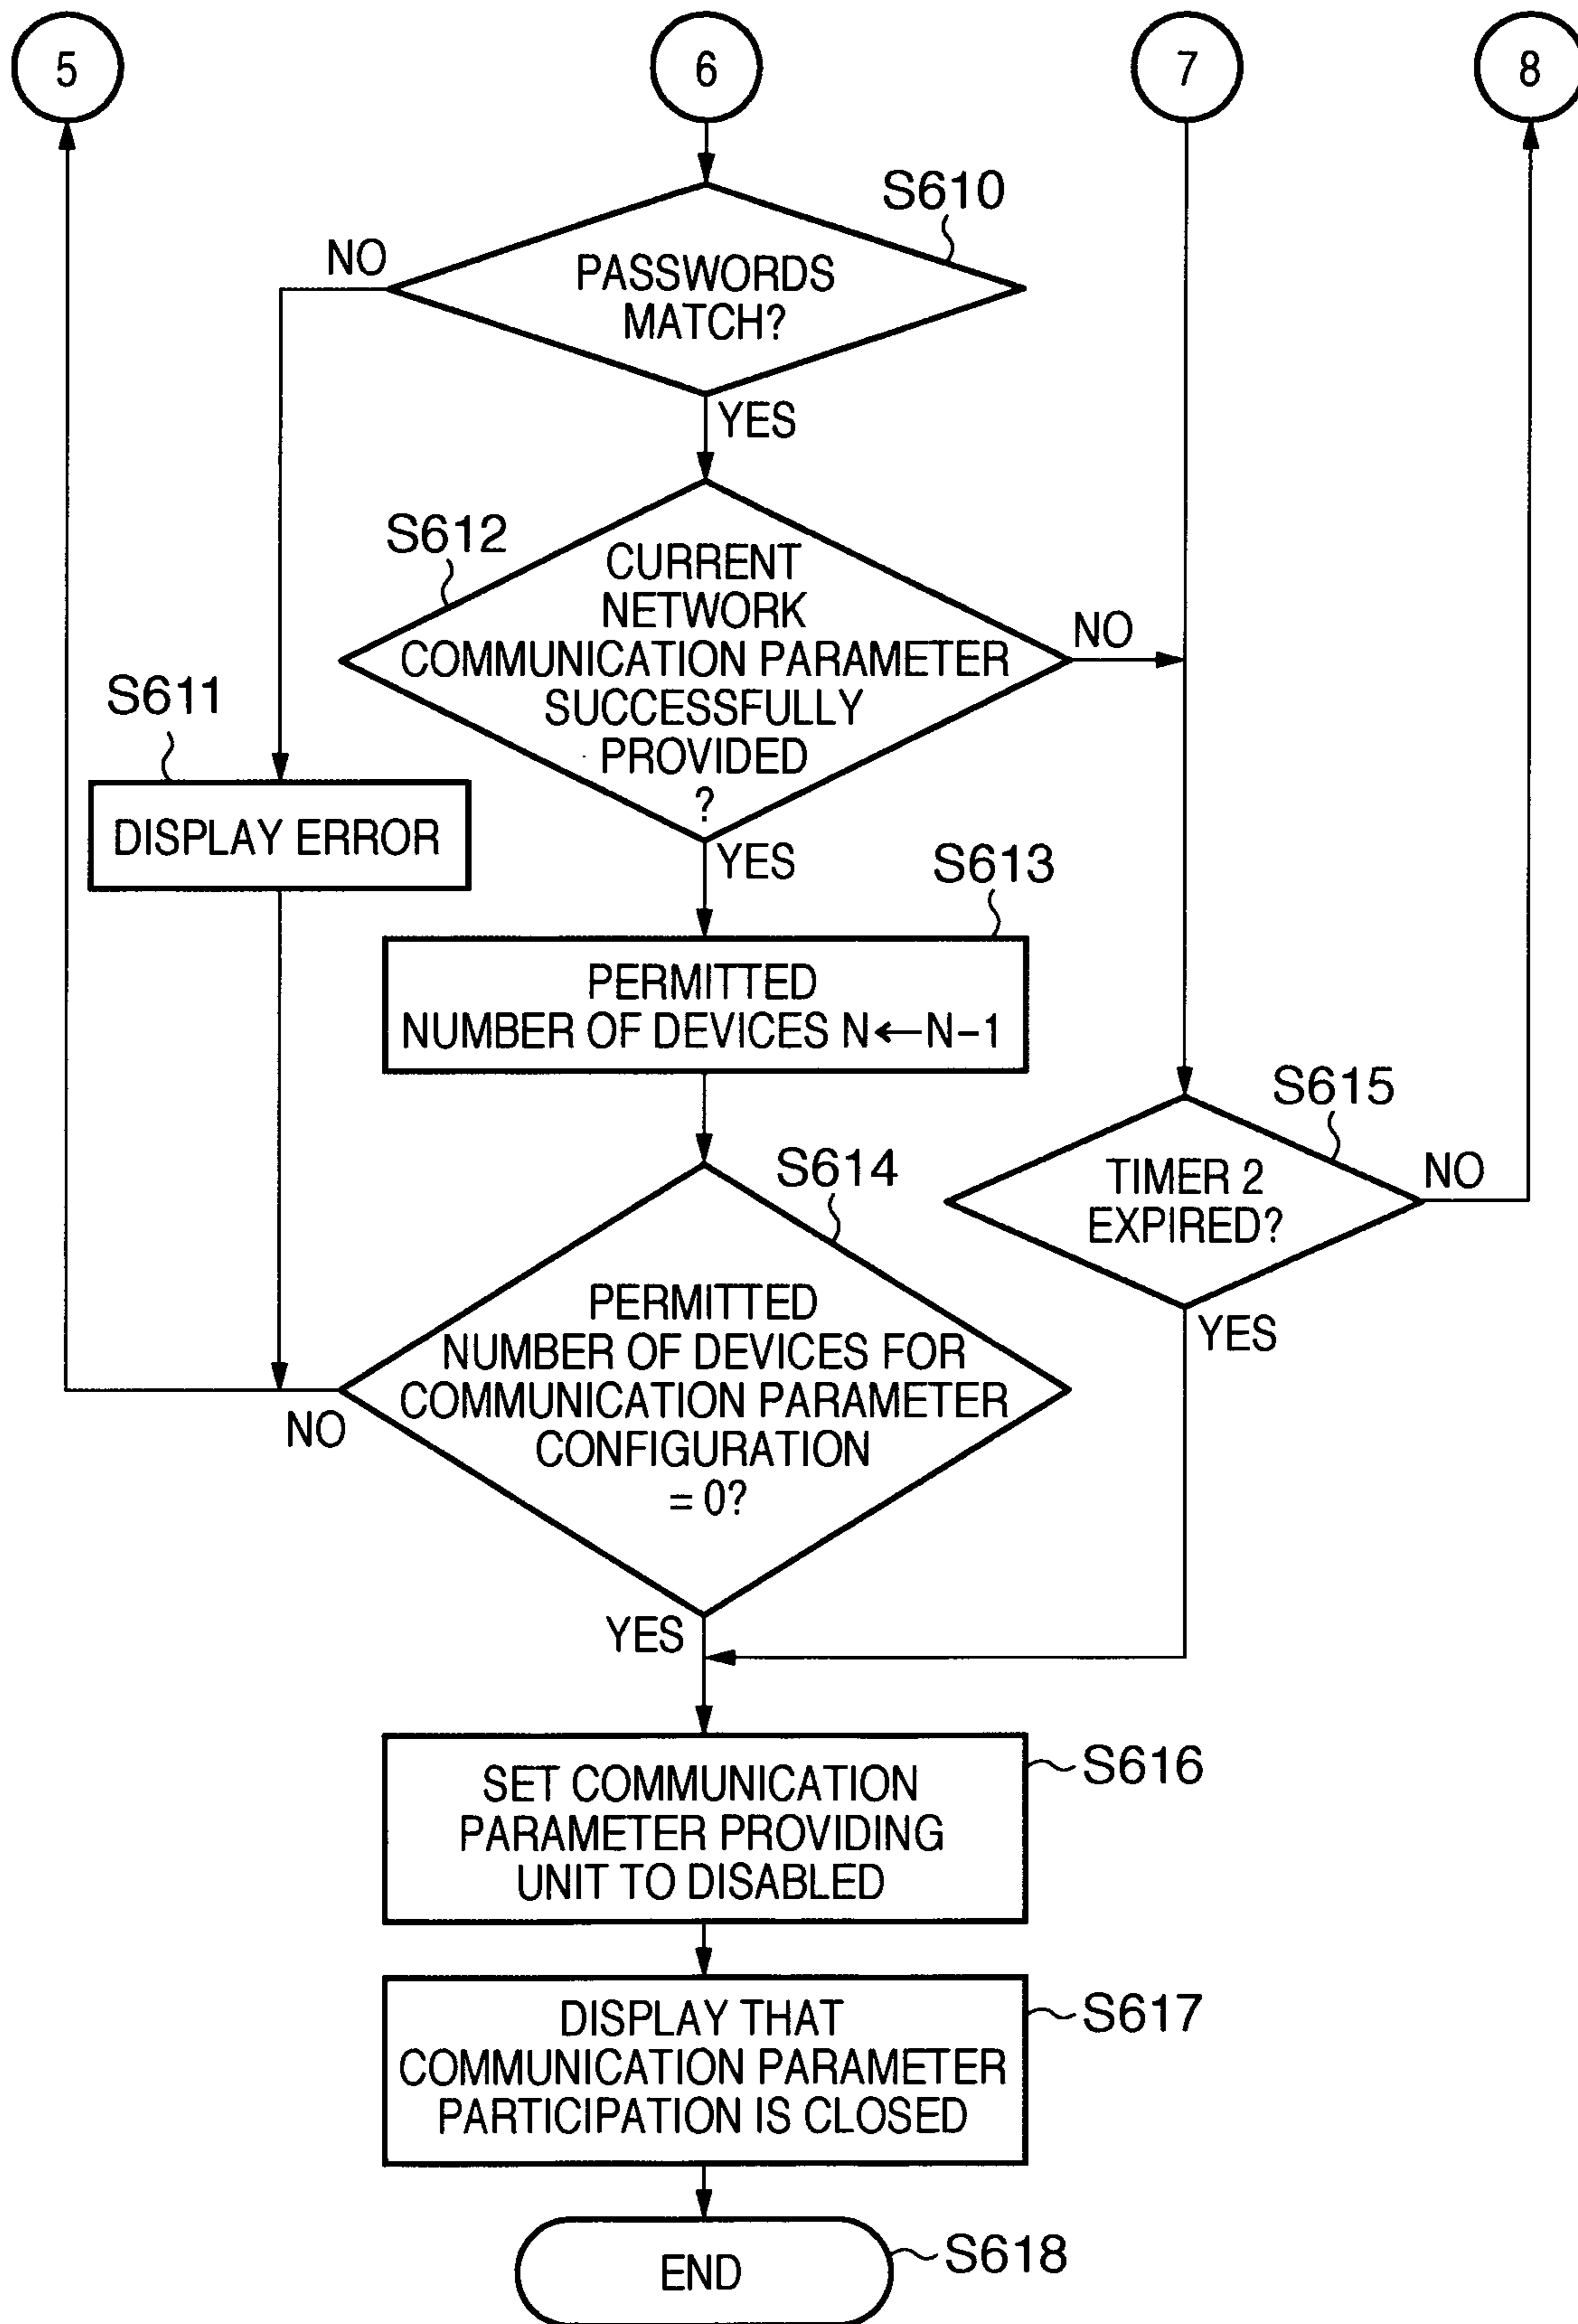 5
6
7
8
S610
NO
PASSWORDS
MATCH?
YES
S612
CURRENT
NETWORK
COMMUNICATION PARAMETER
SUCCESSFULLY
PROVIDED
?
NO
S611
DISPLAY ERROR
YES
S613
PERMITTED
NUMBER OF DEVICES N←N−1
S615
TIMER 2
EXPIRED?
NO
YES
S614
PERMITTED
NUMBER OF DEVICES FOR
COMMUNICATION PARAMETER
CONFIGURATION
= 0?
NO
YES
SET COMMUNICATION
PARAMETER PROVIDING
UNIT TO DISABLED
S616
DISPLAY THAT
COMMUNICATION PARAMETER
PARTICIPATION IS CLOSED
S617
END
S618